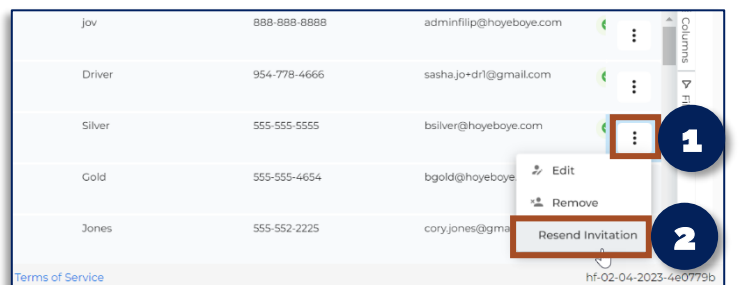 jov 888-888-8888 adminfilip@hoyeboye.com
Columns
Driver 954-778-4666 sasha.jo+dr1@gmail.com
Silver 555-555-5555 bsilver@hoyeboye.com
1
Edit
Gold 555-555-4654 bgold@hoyeboye.
Remove
Jones 555-552-2225 cory.jones@gma
Resend Invitation
2
Terms of Service hf-02-04-2023-4e0779b